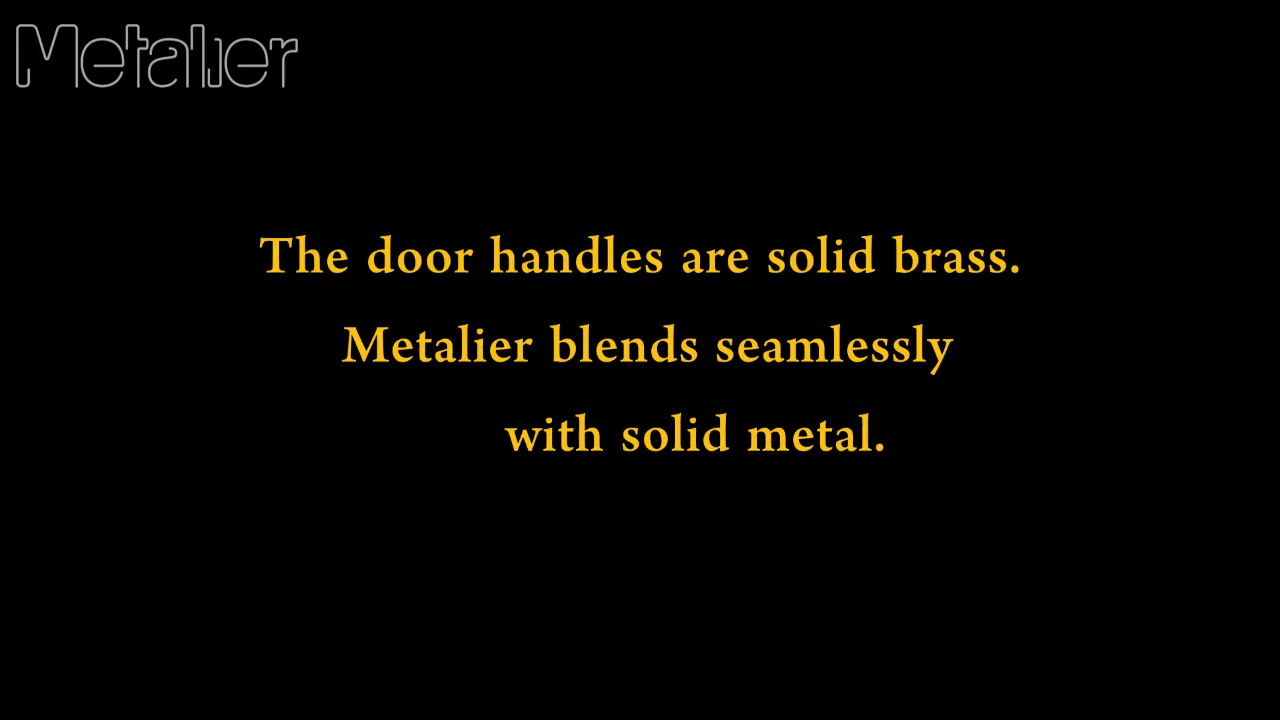 Metalier
The door handles are solid brass.
Metalier blends seamlessly
with solid metal.